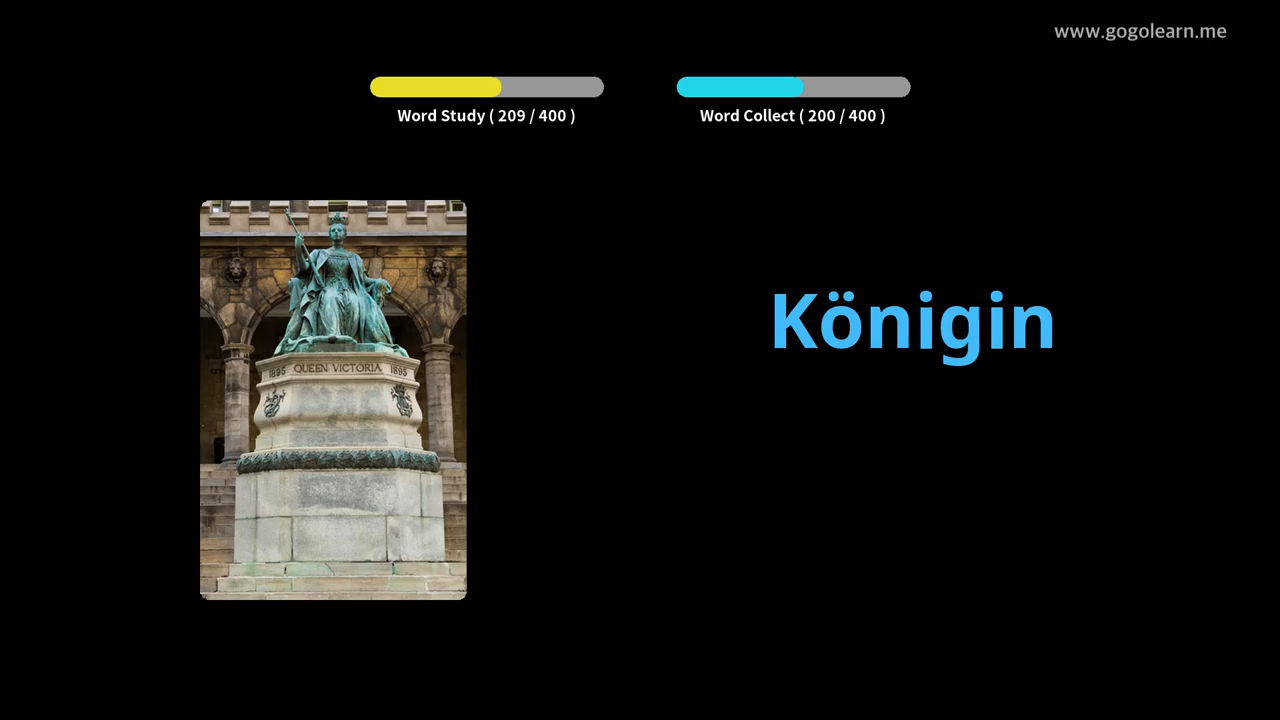 www.gogolearn.me
Word Study ( 209 / 400 )
Word Collect ( 200 / 400 )
Königin
1895 QUEEN VICTORIA 1895